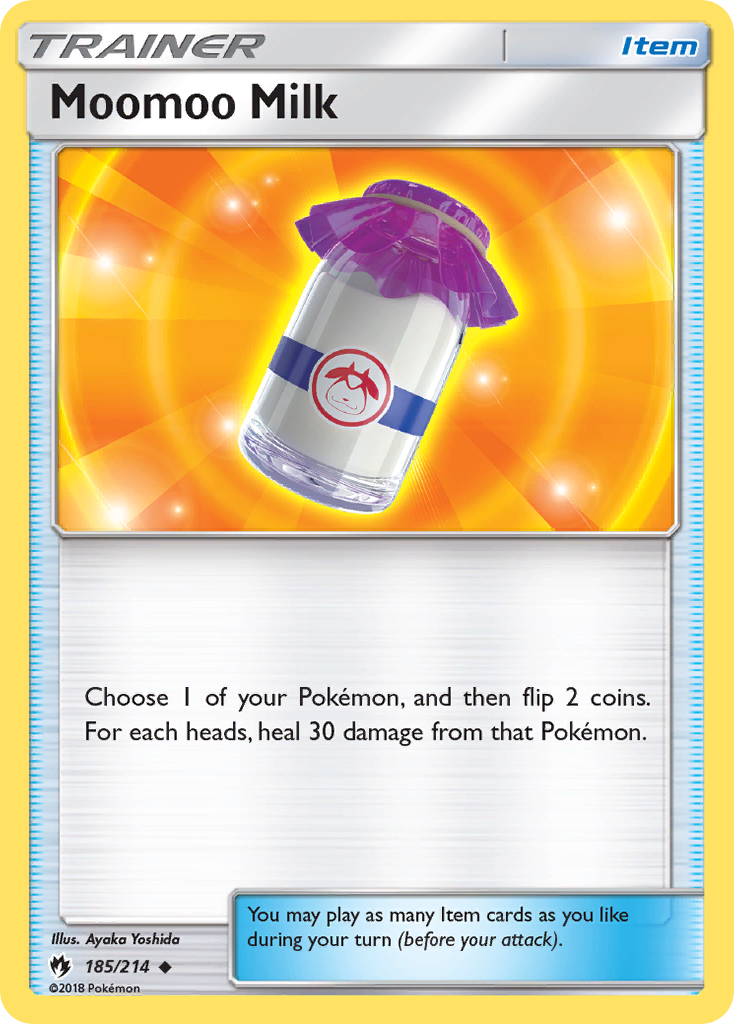 TRAINER
Item
Moomoo Milk
Choose 1 of your Pokémon, and then flip 2 coins.
For each heads, heal 30 damage from that Pokémon.
You may play as many Item cards as you like
during your turn (before your attack).
Illus. Ayaka Yoshida
185/214 ◆
©2018 Pokémon